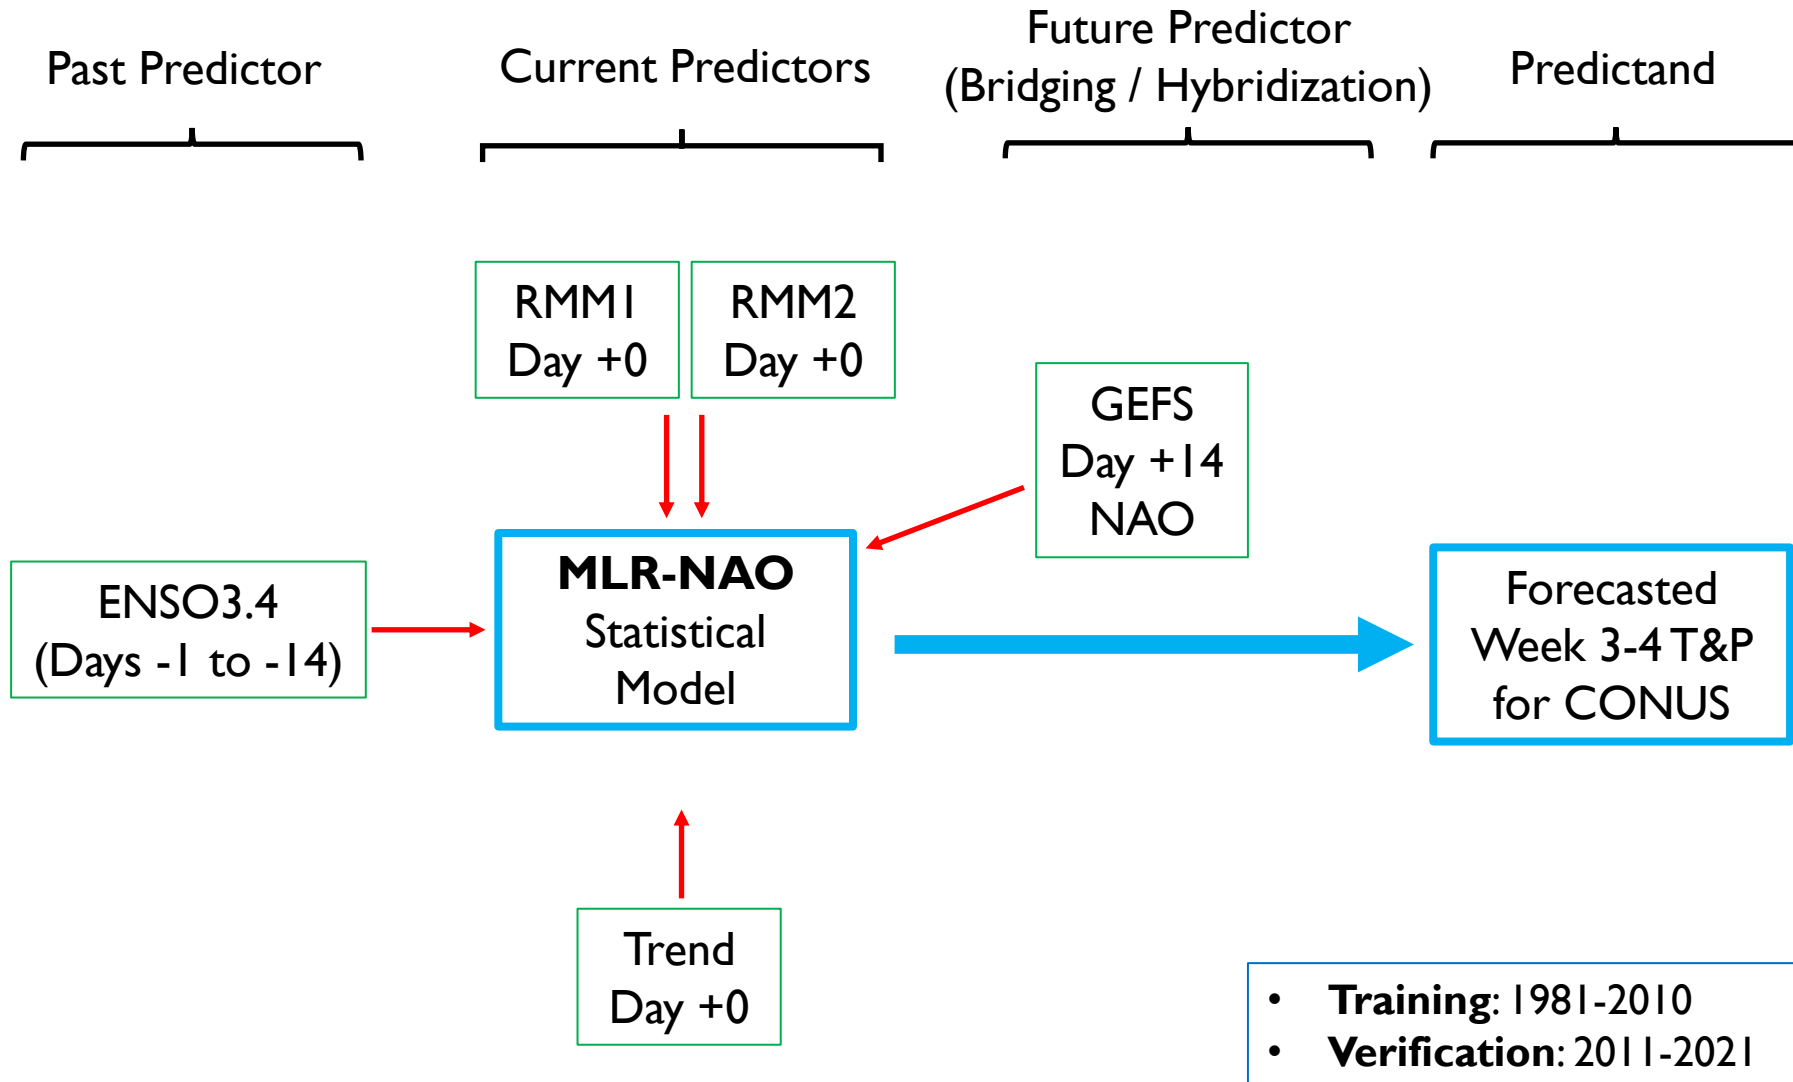 Past Predictor
Current Predictors
Future Predictor
(Bridging / Hybridization)
Predictand
RMM1
Day +0
RMM2
Day +0
GEFS
Day +14
NAO
ENSO3.4
(Days -1 to -14)
MLR-NAO
Statistical
Model
Forecasted
Week 3-4 T&P
for CONUS
Trend
Day +0
• Training: 1981-2010
• Verification: 2011-2021